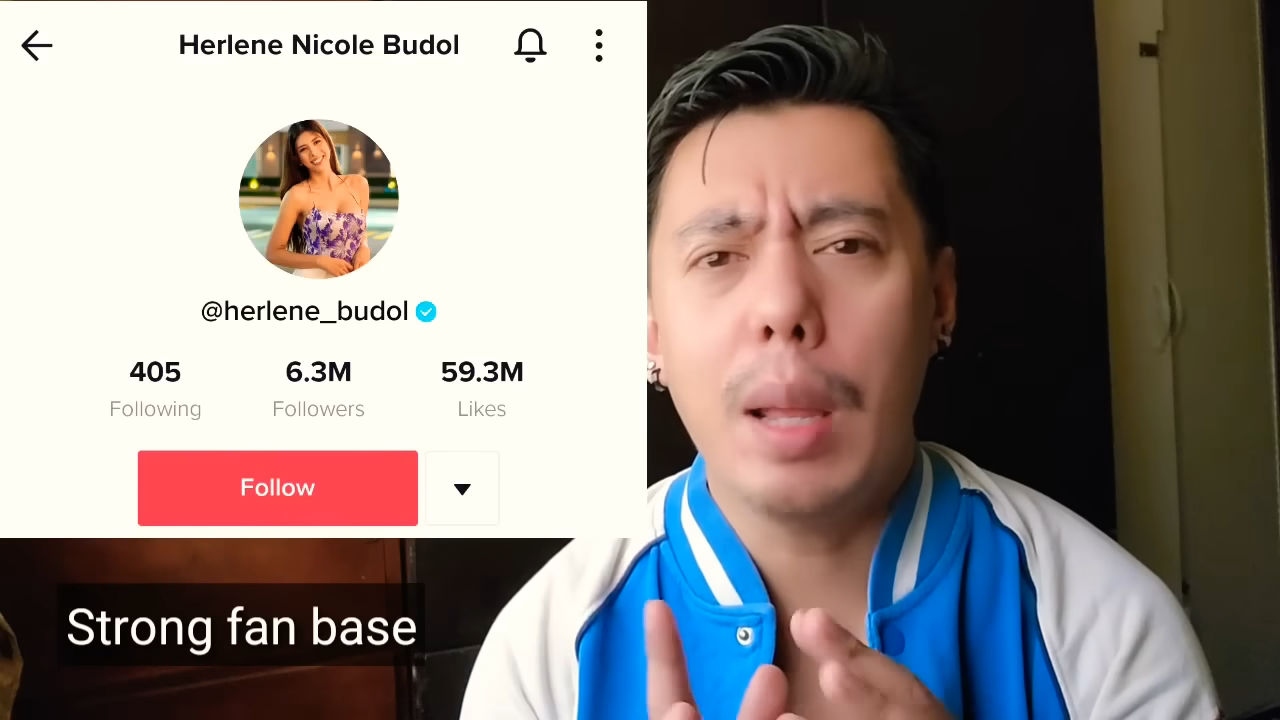 Herlene Nicole Budol
@herlene_budol
405 6.3M 59.3M
Following Followers Likes
Follow
Strong fan base